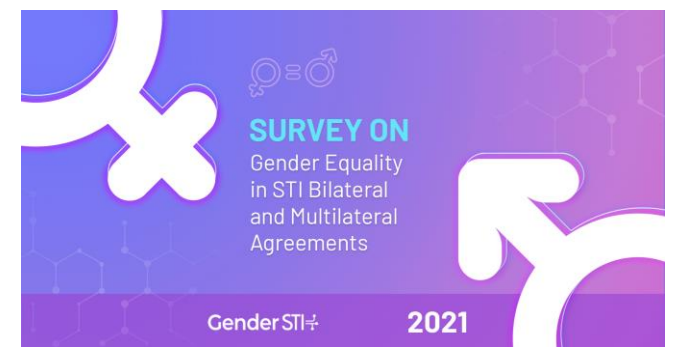 SURVEY ON
Gender Equality
in STI Bilateral
and Multilateral
Agreements
Gender STI
2021